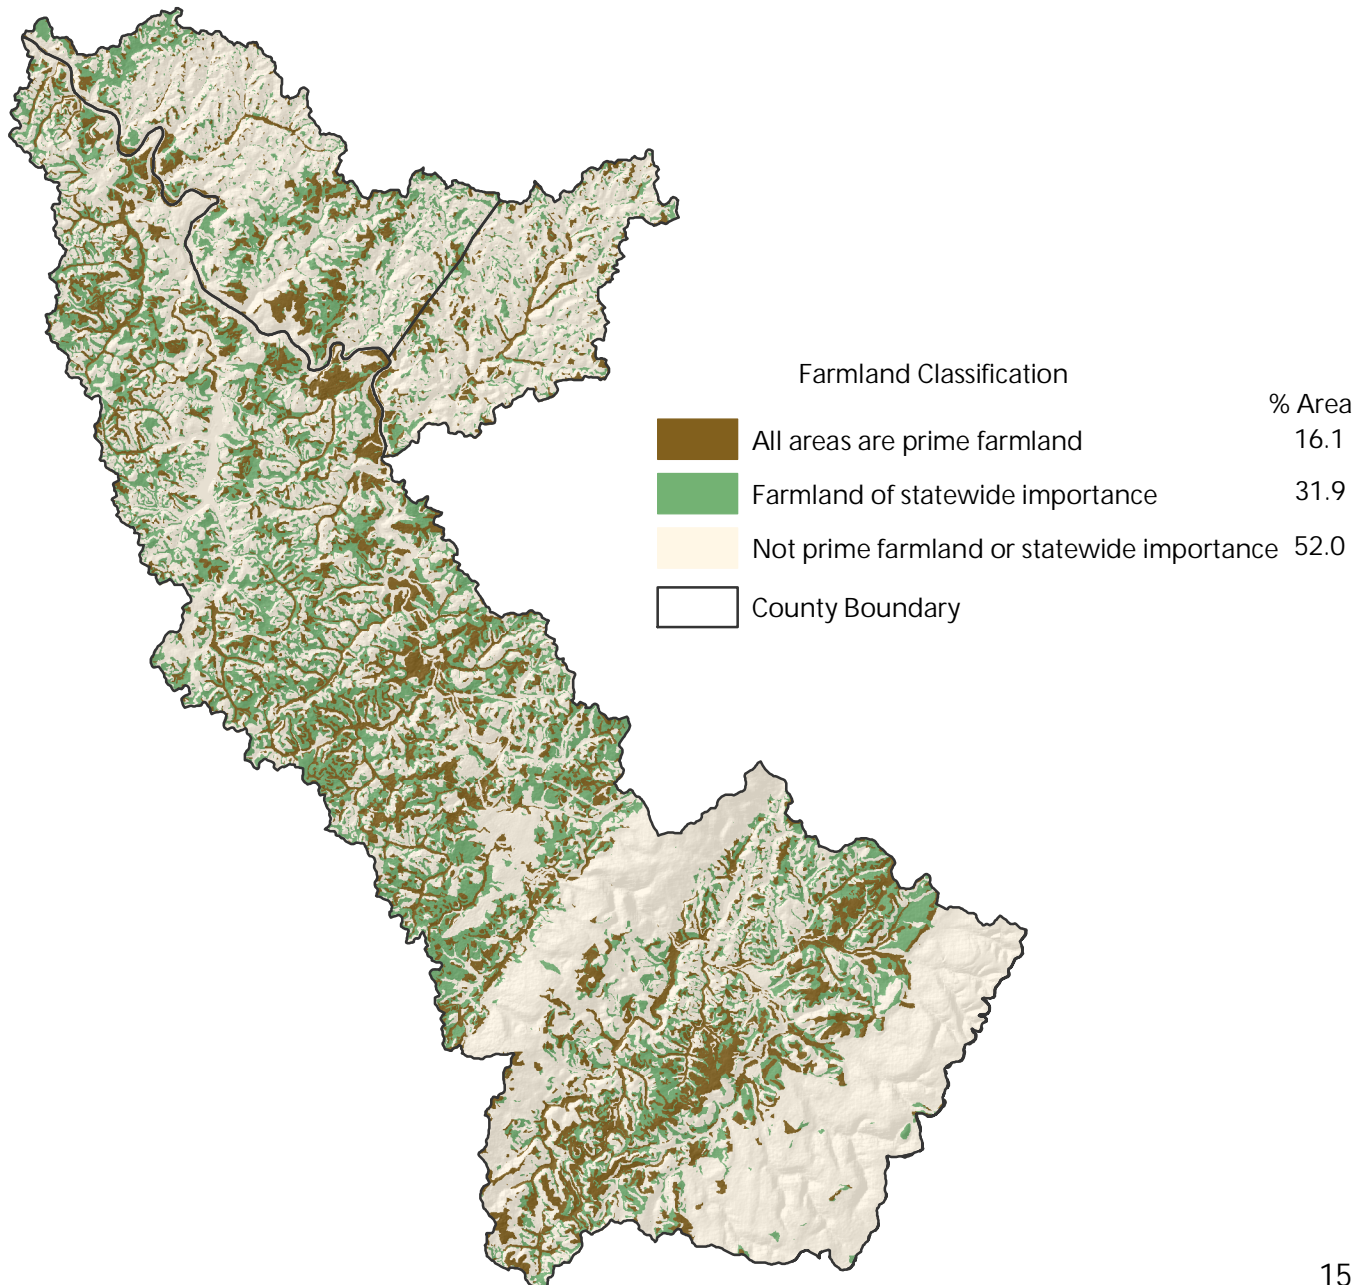 Farmland Classification
% Area
All areas are prime farmland 16.1
Farmland of statewide importance 31.9
Not prime farmland or statewide importance 52.0
County Boundary
15